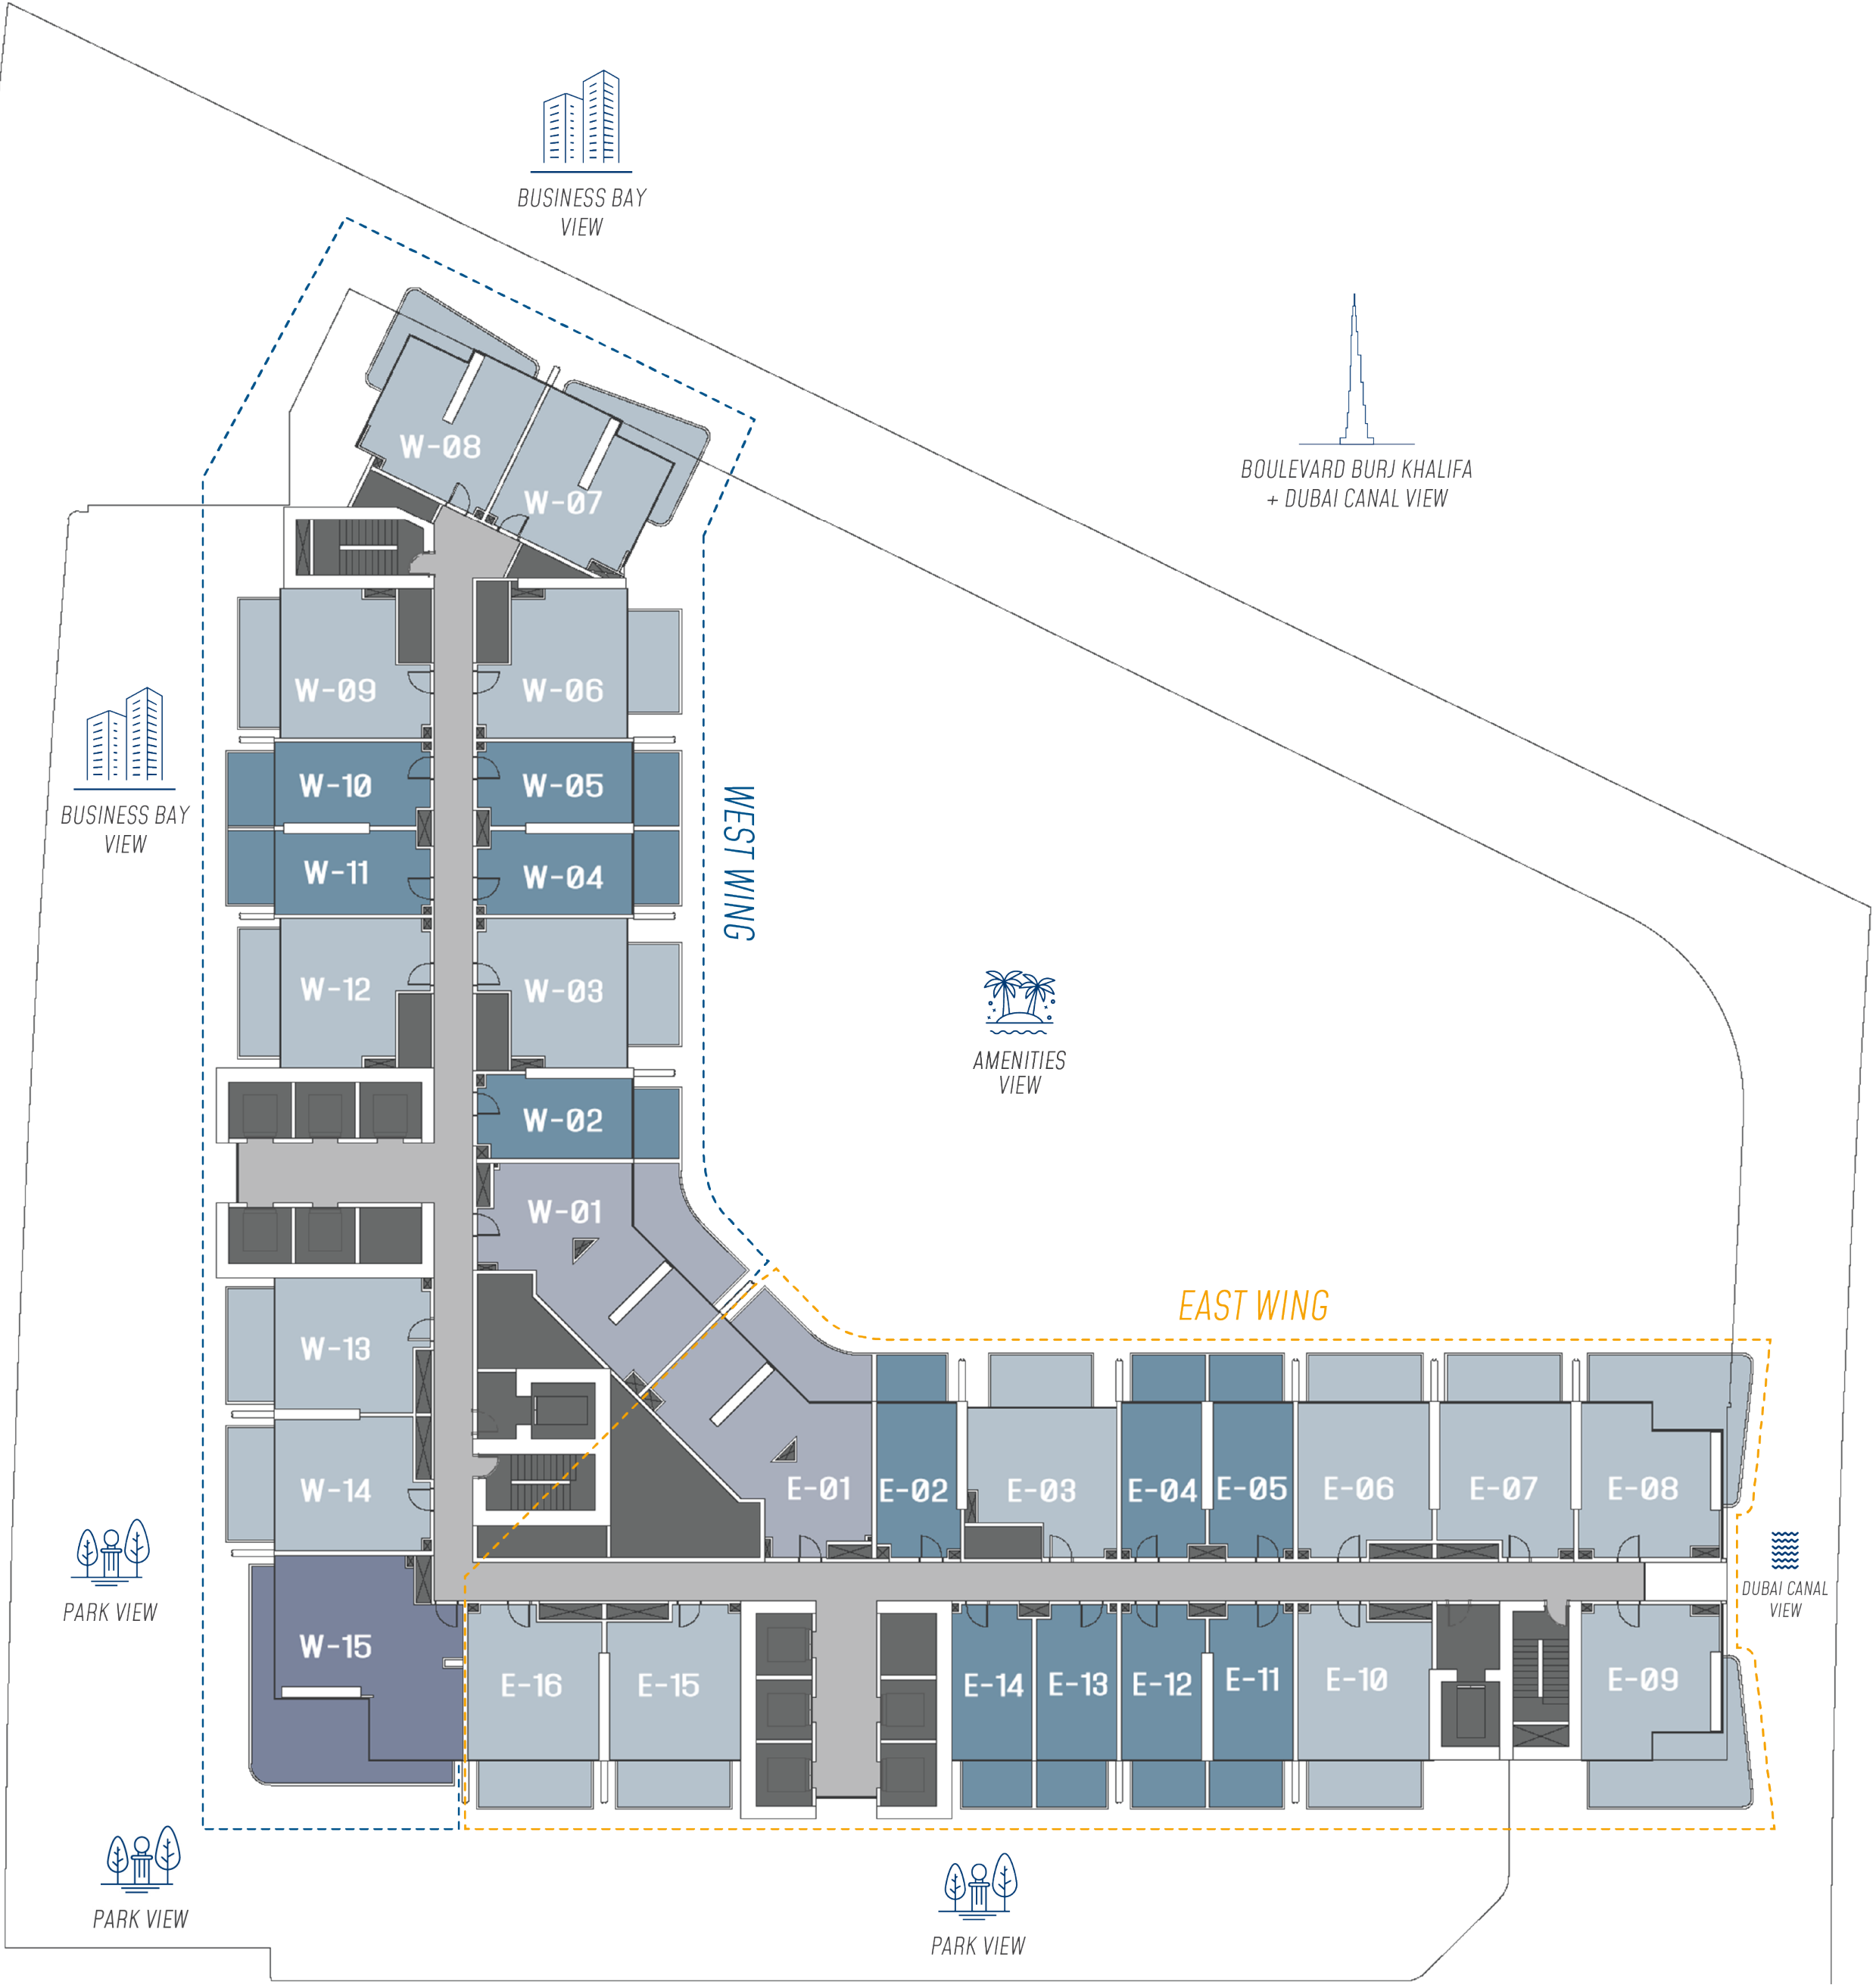 BUSINESS BAY
VIEW
BOULEVARD BURJ KHALIFA
+ DUBAI CANAL VIEW
W-08
W-07
W-09
W-06
W-10
W-05
BUSINESS BAY
VIEW
WEST WING
W-11
W-04
W-12
W-03
AMENITIES
VIEW
W-02
W-01
EAST WING
W-13
W-14
E-01
E-02
E-03
E-04
E-05
E-06
E-07
E-08
PARK VIEW
DUBAI CANAL
VIEW
W-15
E-16
E-15
E-14
E-13
E-12
E-11
E-10
E-09
PARK VIEW
PARK VIEW